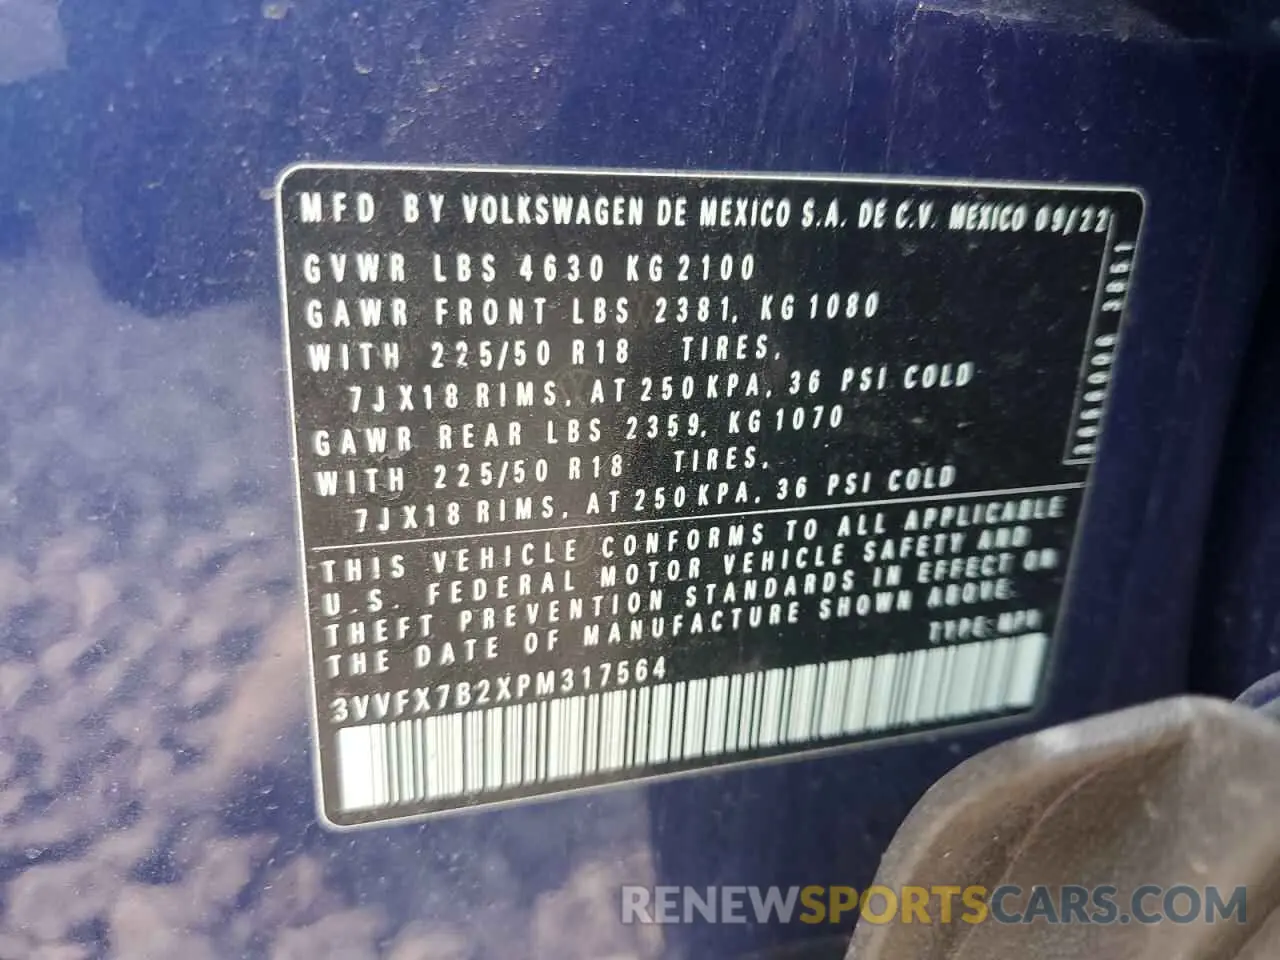 MFD BY VOLKSWAGEN DE MEXICO S.A. DE C.V. MEXICO 09/22
GVWR LBS 4630 KG 2100
GAWR FRONT LBS 2381, KG 1080
WITH 225/50 R18 TIRES,
7JX18 RIMS, AT 250 KPA, 36 PSI COLD
GAWR REAR LBS 2359, KG 1070
WITH 225/50 R18 TIRES,
7JX18 RIMS, AT 250 KPA, 36 PSI COLD
THIS VEHICLE CONFORMS TO ALL APPLICABLE
U.S. FEDERAL MOTOR VEHICLE SAFETY AND
THEFT PREVENTION STANDARDS IN EFFECT ON
THE DATE OF MANUFACTURE SHOWN ABOVE.
TYPE: MPV
3VVFX7B2XPM317564
RENEWSPORTSCARS.COM